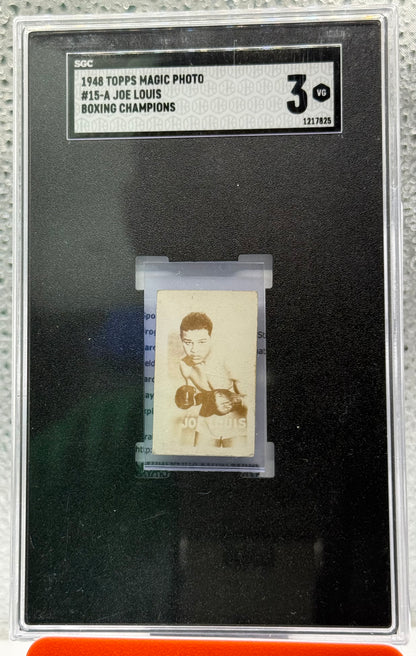 SGC
1948 TOPPS MAGIC PHOTO
#15-A JOE LOUIS
BOXING CHAMPIONS
3 VG
1217825
JOE LOUIS